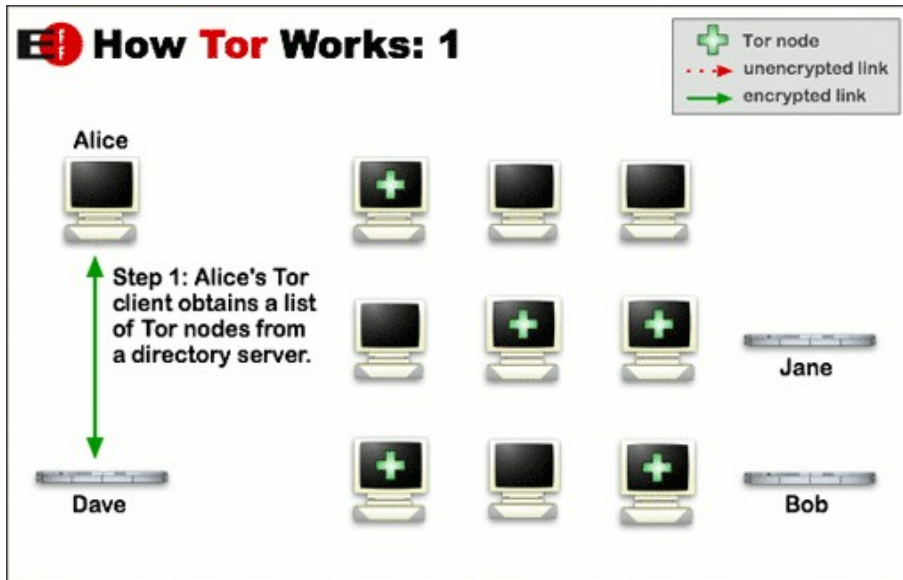 EFF How Tor Works: 1
Tor node
unencrypted link
encrypted link
Alice
Step 1: Alice's Tor
client obtains a list
of Tor nodes from
a directory server.
Jane
Dave
Bob